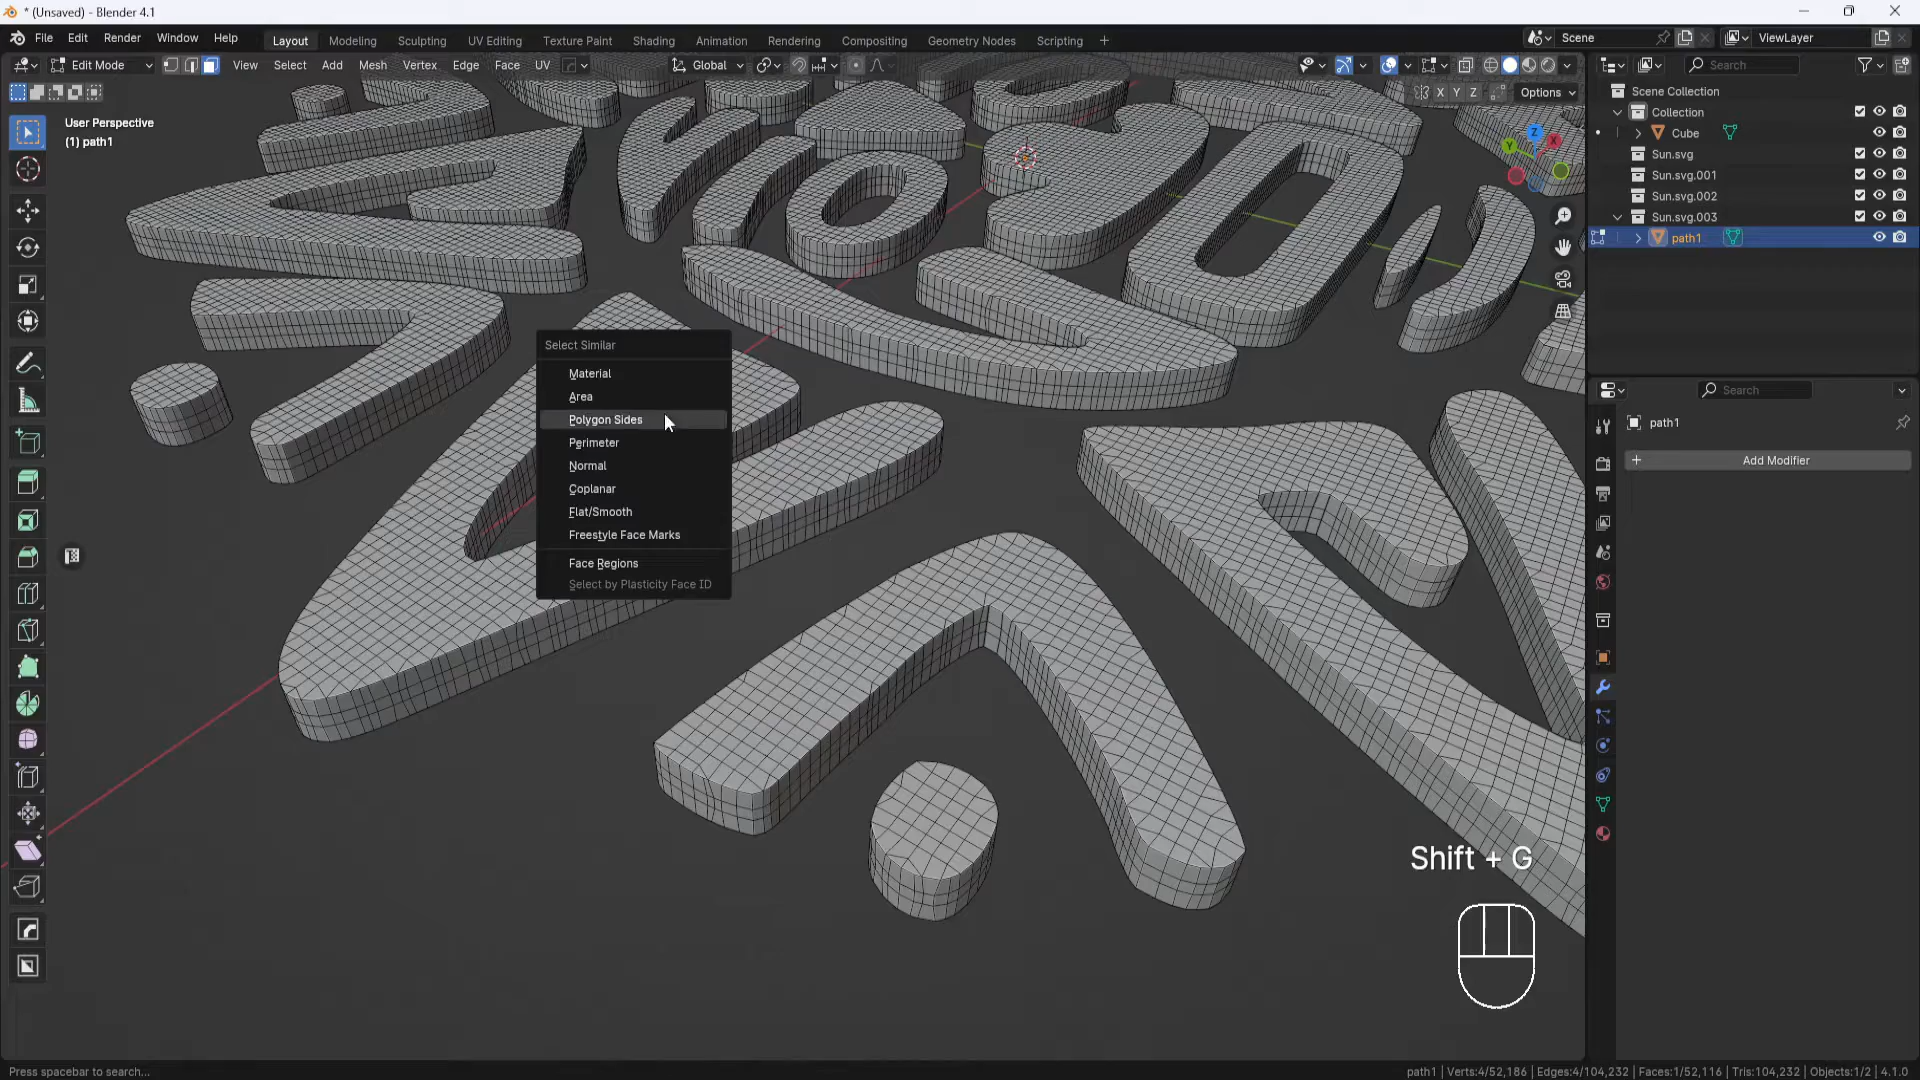 * (Unsaved) - Blender 4.1
File Edit Render Window Help
Layout Modeling Sculpting UV Editing Texture Paint Shading Animation Rendering Compositing Geometry Nodes Scripting +
Scene
ViewLayer
Edit Mode View Select Add Mesh Vertex Edge Face UV
Global
Search
X Y Z Options
User Perspective
(1) path1
Z
X
Y
Scene Collection
Collection
Cube
Sun.svg
Sun.svg.001
Sun.svg.002
Sun.svg.003
path1
Select Similar
Material
Area
Polygon Sides
Perimeter
Normal
Coplanar
Flat/Smooth
Freestyle Face Marks
Face Regions
Select by Plasticity Face ID
Search
path1
+ Add Modifier
Shift + G
Press spacebar to search...
path1 | Verts:4/52,186 | Edges:4/104,232 | Faces:1/52,116 | Tris:104,232 | Objects:1/2 | 4.1.0